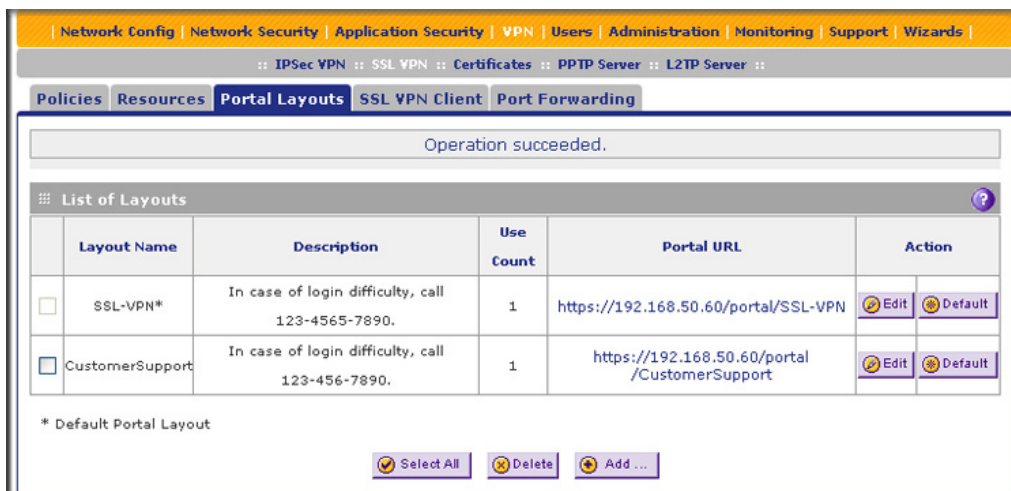 | Network Config | Network Security | Application Security | VPN | Users | Administration | Monitoring | Support | Wizards |
:: IPSec VPN :: SSL VPN :: Certificates :: PPTP Server :: L2TP Server ::
Policies Resources Portal Layouts SSL VPN Client Port Forwarding
Operation succeeded.
List of Layouts ?
Layout Name Description Use Count Portal URL Action
SSL-VPN* In case of login difficulty, call 123-4565-7890. 1 https://192.168.50.60/portal/SSL-VPN Edit Default
CustomerSupport In case of login difficulty, call 123-456-7890. 1 https://192.168.50.60/portal/CustomerSupport Edit Default
* Default Portal Layout
Select All Delete Add ...